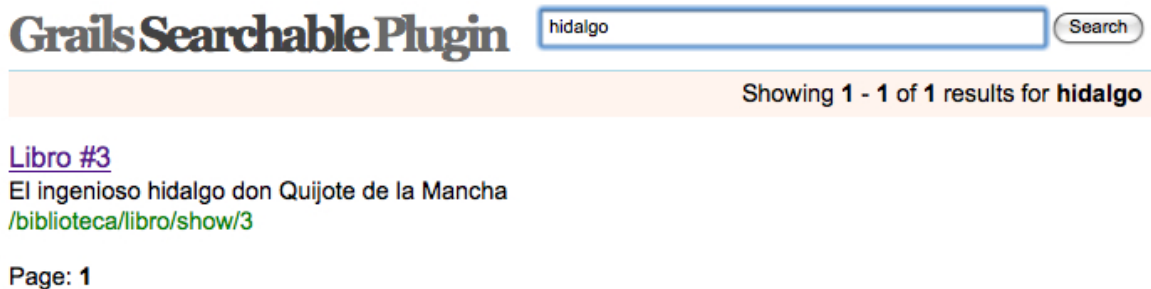 Grails Searchable Plugin
hidalgo
Search
Showing 1 - 1 of 1 results for hidalgo
Libro #3
El ingenioso hidalgo don Quijote de la Mancha
/biblioteca/libro/show/3
Page: 1